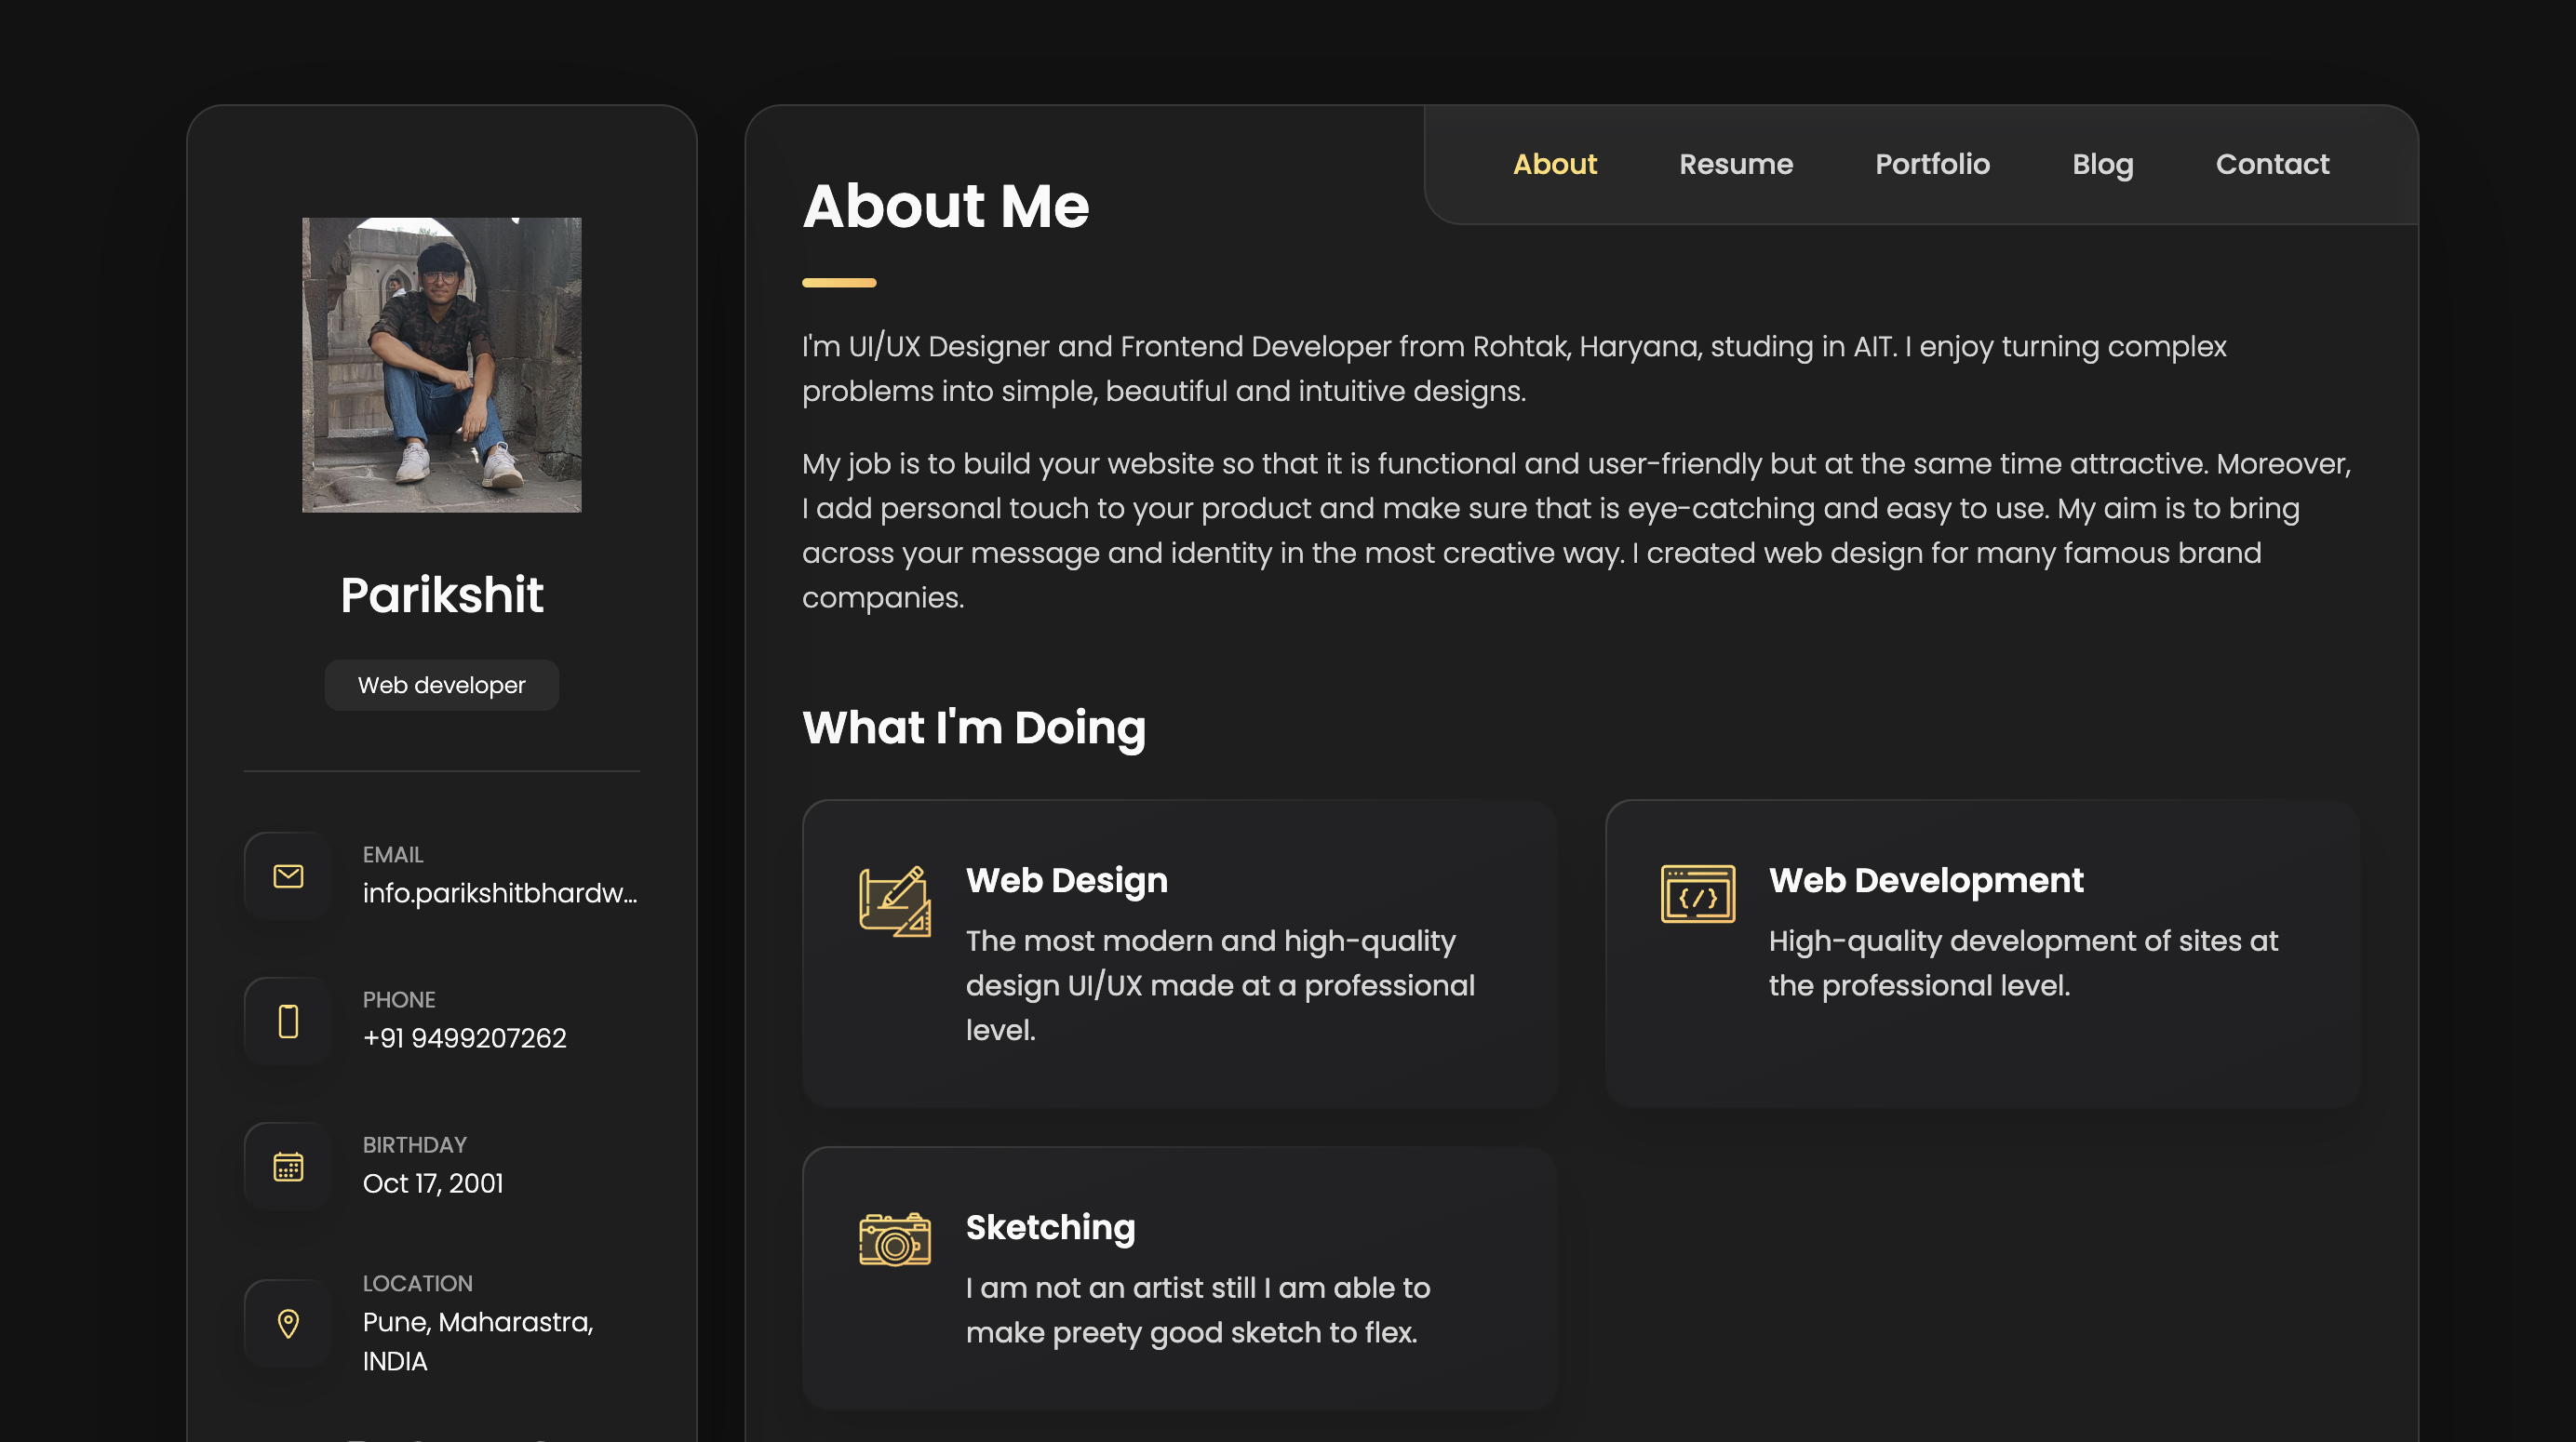 Parikshit
Web developer
EMAIL
info.parikshitbhardw...
PHONE
+91 9499207262
BIRTHDAY
Oct 17, 2001
LOCATION
Pune, Maharastra,
INDIA
About
Resume
Portfolio
Blog
Contact
About Me
I'm UI/UX Designer and Frontend Developer from Rohtak, Haryana, studing in AIT. I enjoy turning complex
problems into simple, beautiful and intuitive designs.
My job is to build your website so that it is functional and user-friendly but at the same time attractive. Moreover,
I add personal touch to your product and make sure that is eye-catching and easy to use. My aim is to bring
across your message and identity in the most creative way. I created web design for many famous brand
companies.
What I'm Doing
Web Design
The most modern and high-quality
design UI/UX made at a professional
level.
Web Development
High-quality development of sites at
the professional level.
Sketching
I am not an artist still I am able to
make preety good sketch to flex.